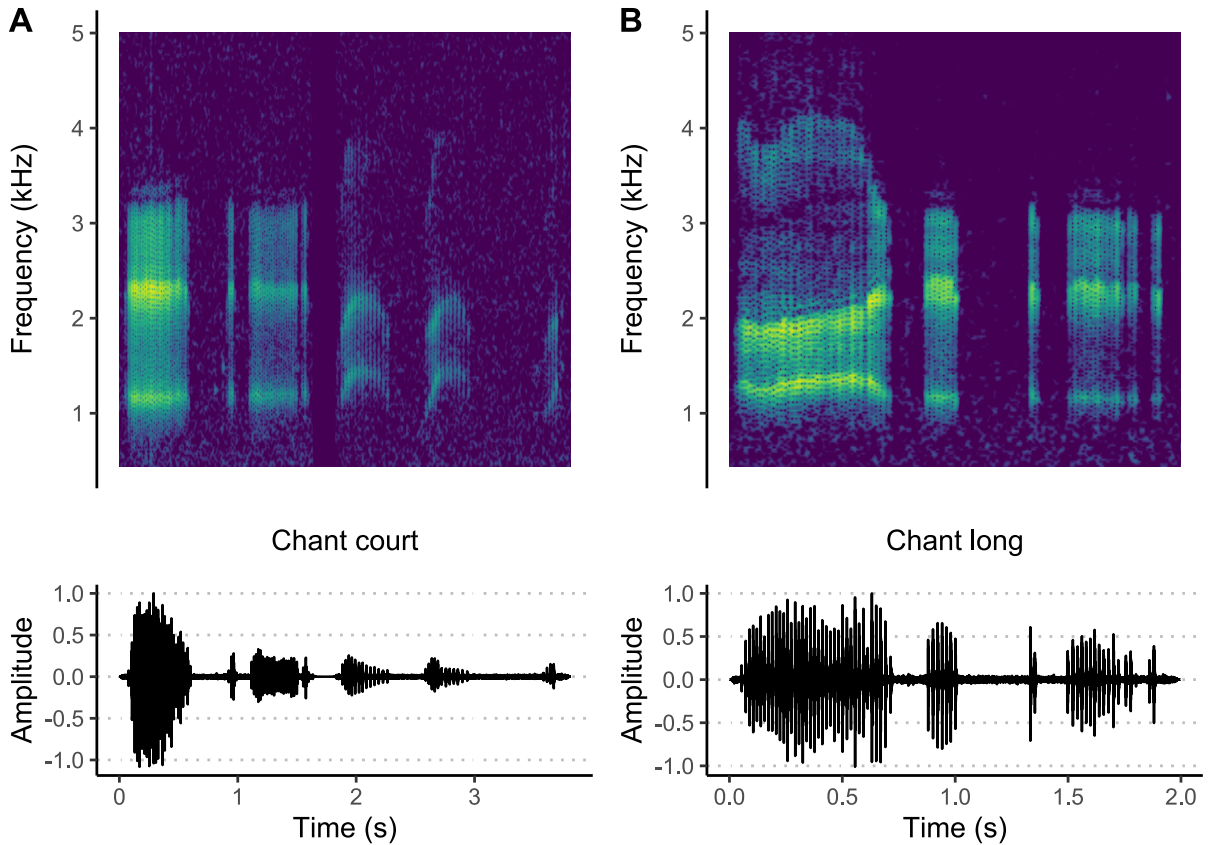 A
Frequency (kHz)
5
4
3
2
1
Chant court
Amplitude
1.0
0.5
0.0
-0.5
-1.0
0 1 2 3
Time (s)
B
Frequency (kHz)
5
4
3
2
1
Chant long
Amplitude
1.0
0.5
0.0
-0.5
-1.0
0.0 0.5 1.0 1.5 2.0
Time (s)